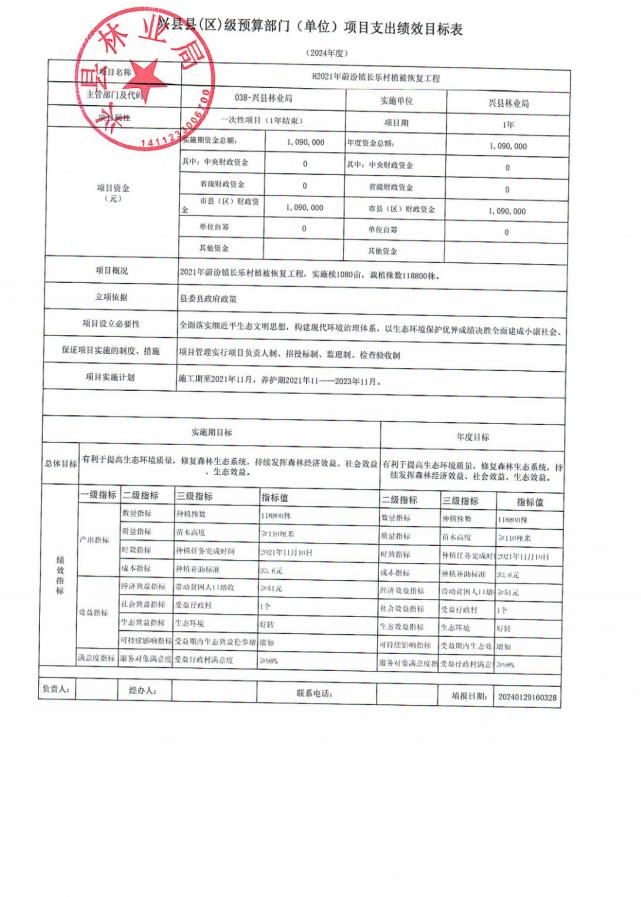 兴县县(区)级预算部门（单位）项目支出绩效目标表
（2024年度）
项目名称 H2021年蔚汾镇长乐村植被恢复工程
主管部门及代码 038-兴县林业局 实施单位 兴县林业局
项目属性 一次性项目（1年结束） 项目期 1年
项目资金（元）
实施期资金总额： 1,090,000 年度资金总额： 1,090,000
其中：中央财政资金 0 其中：中央财政资金 0
省级财政资金 0 省级财政资金 0
市县（区）财政资金 1,090,000 市县（区）财政资金 1,090,000
单位自筹 0 单位自筹 0
其他资金 其他资金
项目概况 2021年蔚汾镇长乐村植被恢复工程，实施核1080亩，栽植株数118800株。
立项依据 县委县政府政策
项目设立必要性 全面落实细近平生态文明思想，构建现代环境治理体系，以生态环境保护优异成绩决胜全面建成小康社会。
保证项目实施的制度、措施 项目管理实行项目负责人制、招投标制、监理制、检查验收制
项目实施计划 施工期至2021年11月，养护期2021年11——2023年11月。
实施期目标 年度目标
总体目标 有利于提高生态环境质量，修复森林生态系统，持续发挥森林经济效益、社会效益、生态效益。 有利于提高生态环境质量，修复森林生态系统，持续发挥森林经济效益、社会效益、生态效益。
绩效指标
一级指标 二级指标 三级指标 指标值 二级指标 三级指标 指标值
产出指标
数量指标 种植株数 118800株 数量指标 种植株数 118800株
质量指标 苗木高度 ≥110厘米 质量指标 苗木高度 ≥110厘米
时效指标 种植任务完成时间 2021年11月10日 时效指标 种植任务完成时 2021年11月10日
成本指标 种植补助标准 33.6元 成本指标 种植补助标准 33.6元
效益指标
经济效益指标 带动贫困人口增收 ≥51元 经济效益指标 带动贫困人口增 ≥51元
社会效益指标 受益行政村 1个 社会效益指标 受益行政村 1个
生态效益指标 生态环境 好转 生态效益指标 生态环境 好转
可持续影响指标 受益期内生态效益稳步增 增加 可持续影响指标 受益期内生态效 增加
满意度指标 服务对象满意度 受益行政村满意度 ≥98% 服务对象满意度指 受益行政村满意 ≥98%
负责人： 经办人： 联系电话： 填报日期： 20240129160328
兴县林业局
1411233006700